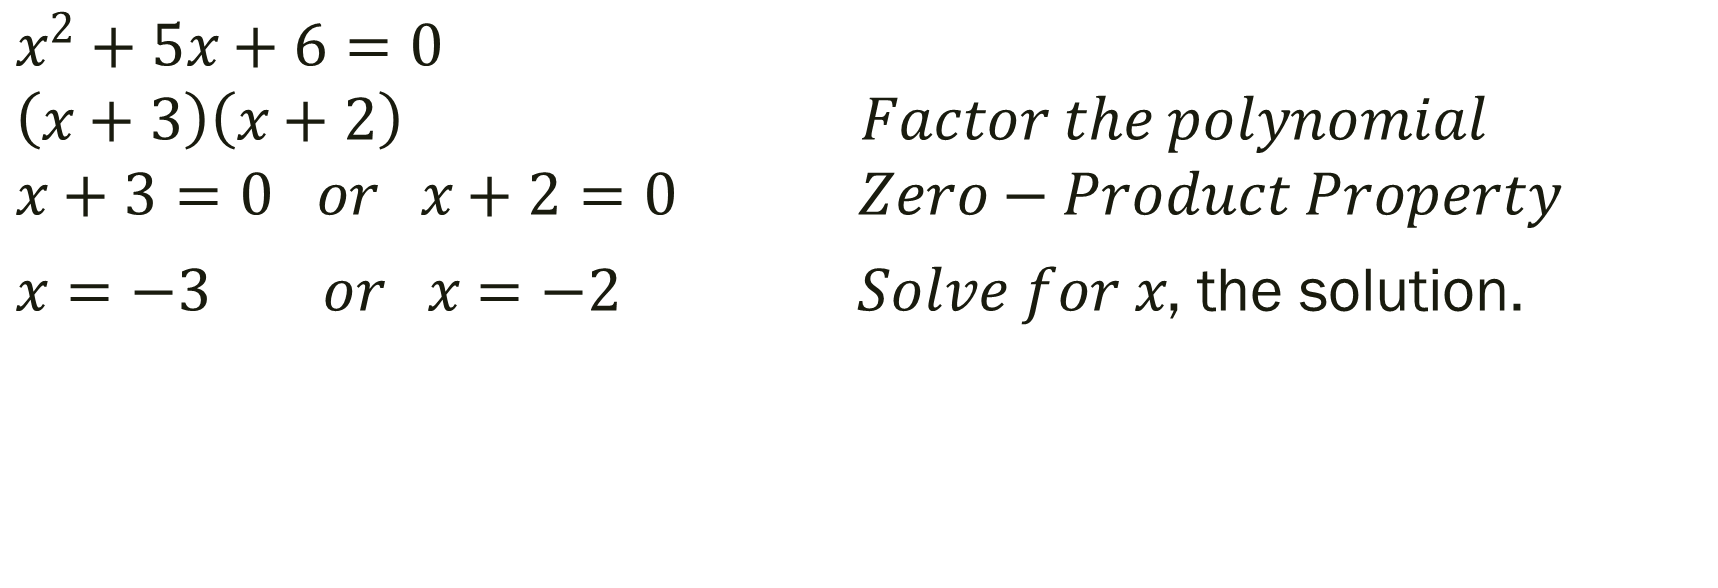 x² + 5x + 6 = 0
(x + 3)(x + 2) Factor the polynomial
x + 3 = 0 or x + 2 = 0 Zero − Product Property
x = −3 or x = −2 Solve for x, the solution.